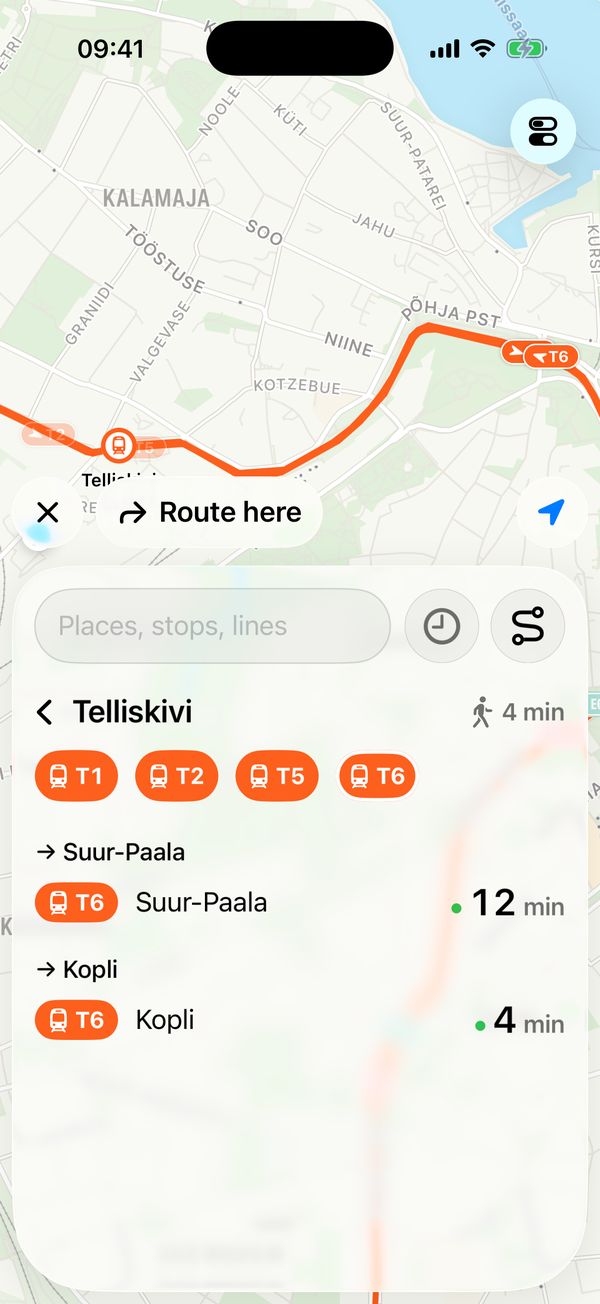 09:41
NOOLE
KÜTI
SUUR-PATAREI
KALAMAJA
SOO
JAHU
TÖÖSTUSE
GRANIIDI
VALGEVASE
PÕHJA PST
NIINE
T6
KOTZEBUE
T2
T5
Route here
Places, stops, lines
Telliskivi
4 min
T1
T2
T5
T6
→ Suur-Paala
T6 Suur-Paala
12 min
→ Kopli
T6 Kopli
4 min